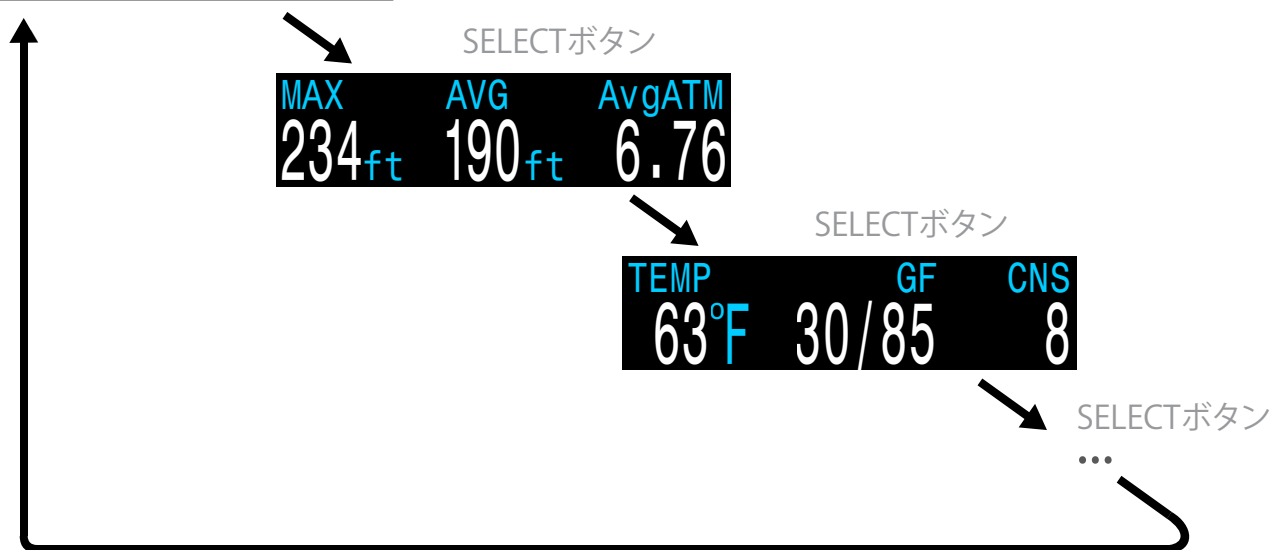 SELECTボタン
MAX AVG AvgATM
234ft 190ft 6.76
SELECTボタン
TEMP GF CNS
63°F 30/85 8
SELECTボタン
...